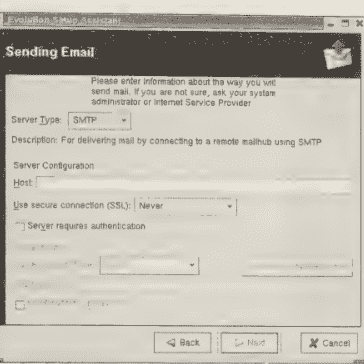 Evolution Setup Assistant
Sending Email
Please enter information about the way you will
send mail. If you are not sure, ask your system
administrator or Internet Service Provider
Server Type: SMTP
Description: For delivering mail by connecting to a remote mailhub using SMTP
Server Configuration
Host:
Use secure connection (SSL): Never
Server requires authentication
Back Next Cancel